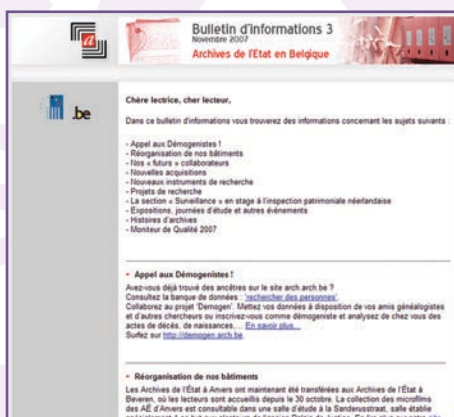 Bulletin d'informations 3
Novembre 2007
Archives de l'Etat en Belgique
.be
Chère lectrice, cher lecteur,
Dans ce bulletin d'informations vous trouverez des informations concernant les sujets suivants :
- Appel aux Démogenistes !
- Réorganisation de nos bâtiments
- Nos « futurs » collaborateurs
- Nouvelles acquisitions
- Nouveaux instruments de recherche
- Projets de recherche
- La section « Surveillance » en stage à l'inspection patrimoniale néerlandaise
- Expositions, journées d'étude et autres événements
- Histoires d'archives
- Moniteur de Qualité 2007
• Appel aux Démogenistes !
Avez-vous déjà trouvé des ancêtres sur le site arch.arch.be ?
Consultez la banque de données : 'rechercher des personnes'.
Collaborez au projet 'Demogen'. Mettez vos données à disposition de vos amis généalogistes
et d'autres chercheurs ou inscrivez-vous comme démogeniste et analysez de chez vous des
actes de décès, de naissances,... En savoir plus...
Surfez sur http://demogen.arch.be.
• Réorganisation de nos bâtiments
Les Archives de l'Etat à Anvers ont maintenant été transférées aux Archives de l'Etat à
Beveren, où les lecteurs sont accueillis depuis le 30 octobre. La collection des microfilms
des AÉ d'Anvers est consultable dans une salle d'étude à la Sanderusstraat, salle établie